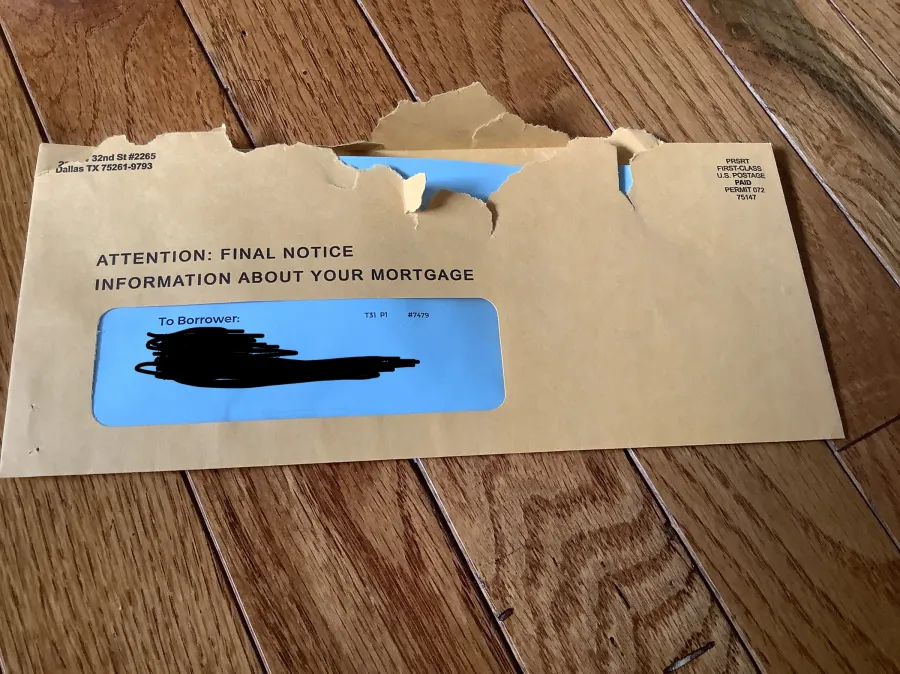 32nd St #2265
Dallas TX 75261-9793
PRSRT
FIRST-CLASS
U.S. POSTAGE
PAID
PERMIT 072
75147
ATTENTION: FINAL NOTICE
INFORMATION ABOUT YOUR MORTGAGE
To Borrower:
T31 P1 #7479